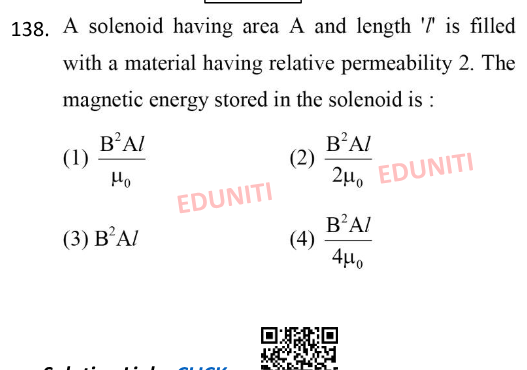 138. A solenoid having area A and length 'l' is filled
with a material having relative permeability 2. The
magnetic energy stored in the solenoid is :
(1) B²Al/μ₀ (2) B²Al/2μ₀
EDUNITI EDUNITI
(3) B²Al (4) B²Al/4μ₀